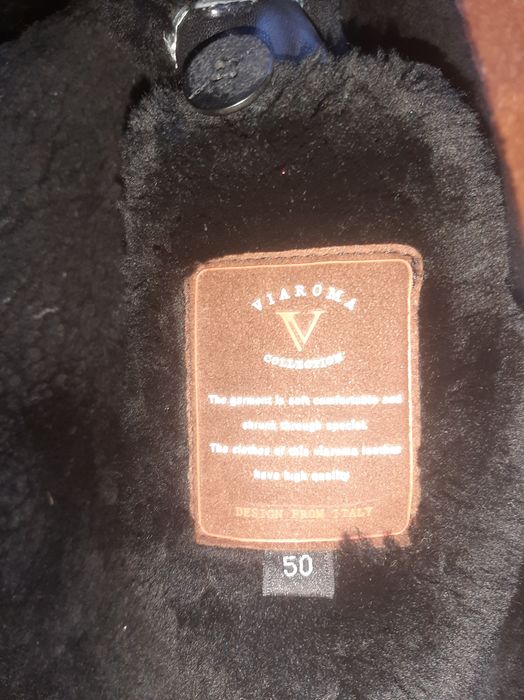 VIAROMA
V
COLLECTION
The garment is soft comfortable and
shrunk through special.
The clothes of this viaroma leather
have high quality
DESIGN FROM ITALY
50